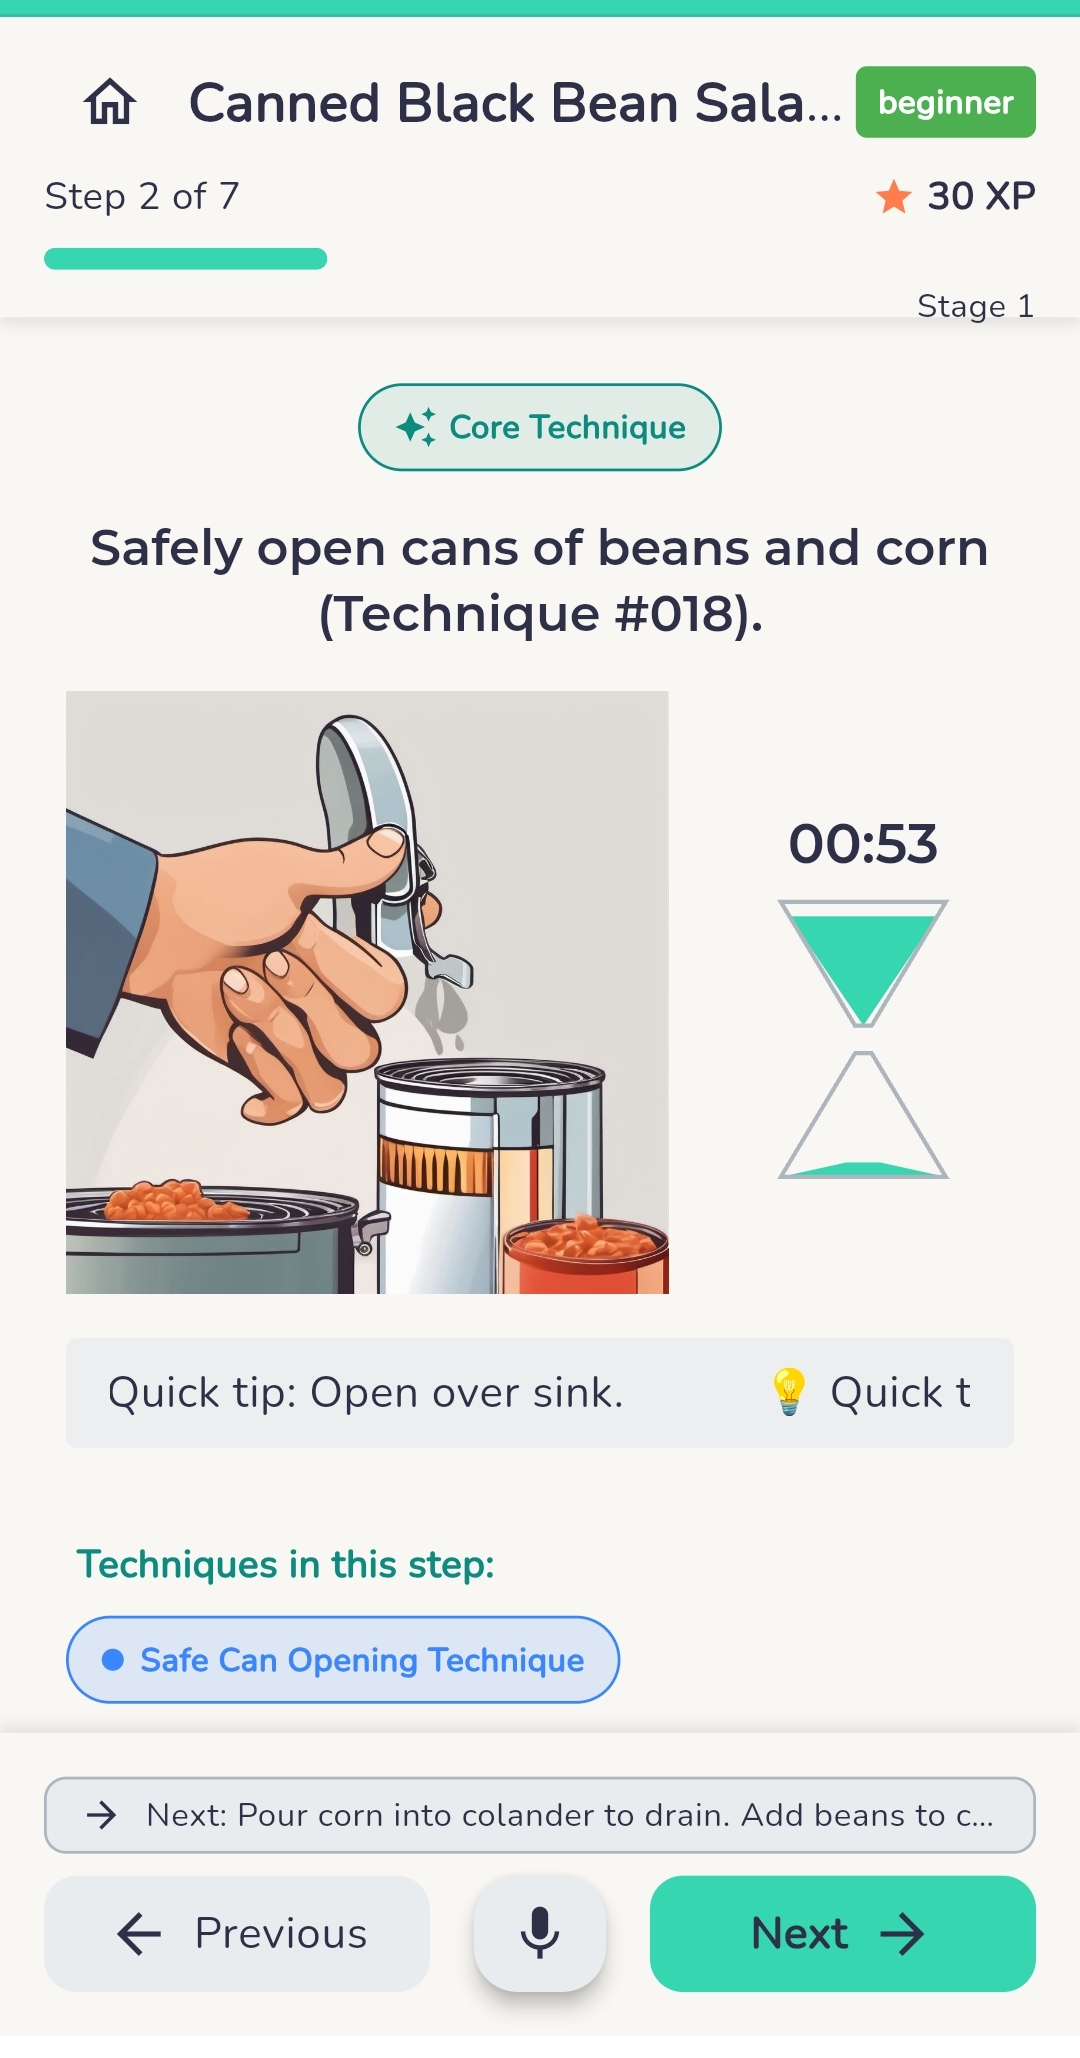 Canned Black Bean Sala...
beginner
Step 2 of 7
30 XP
Stage 1
Core Technique
Safely open cans of beans and corn
(Technique #018).
00:53
Quick tip: Open over sink.
💡 Quick t
Techniques in this step:
Safe Can Opening Technique
Next: Pour corn into colander to drain. Add beans to c...
Previous
Next